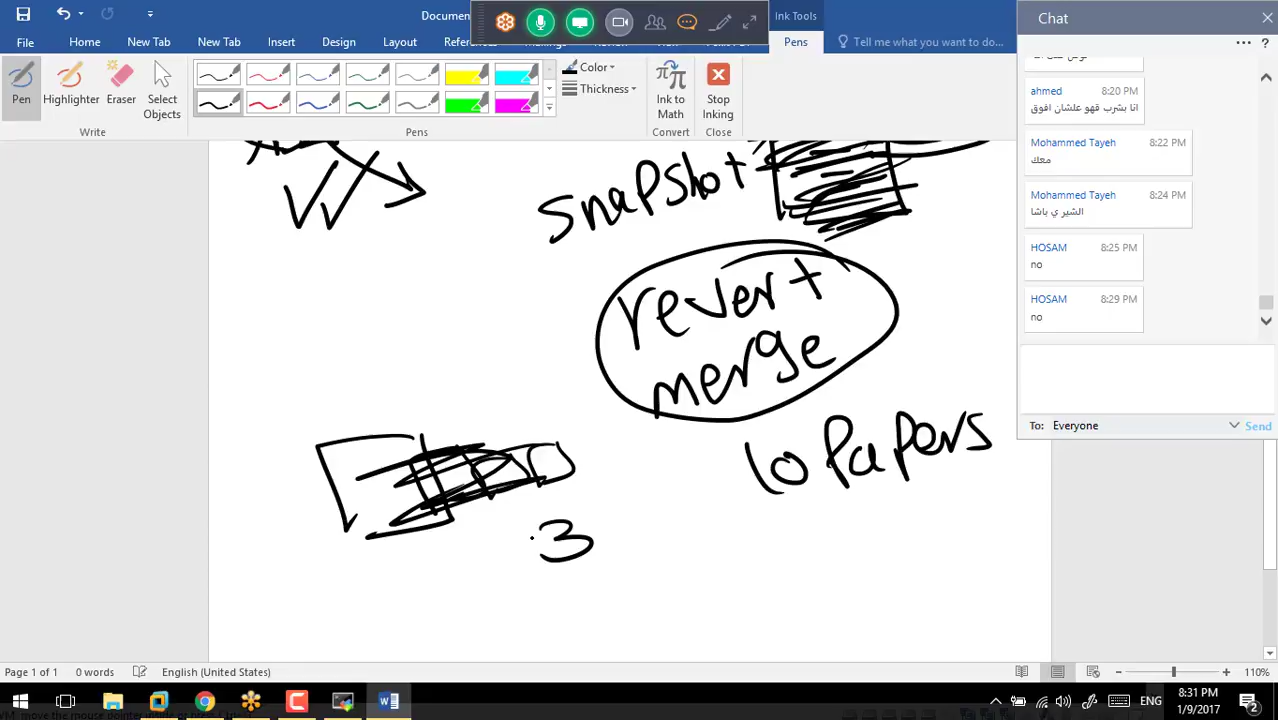 Documen
Ink Tools
Chat
File
Home
New Tab
New Tab
Insert
Design
Layout
Pens
Tell me what you want to do...
Pen
Highlighter
Eraser
Select
Objects
Color
Thickness
Ink to
Math
Stop
Inking
Write
Pens
Convert
Close
ahmed 8:20 PM
انا بشرب قهو علشان افوق
Mohammed Tayeh 8:22 PM
معك
Mohammed Tayeh 8:24 PM
الشير ي باشا
HOSAM 8:25 PM
no
HOSAM 8:29 PM
no
To: Everyone
Send
snapshot
revert
merge
10 Papers
3
Page 1 of 1
0 words
English (United States)
110%
ENG
8:31 PM
1/9/2017
2